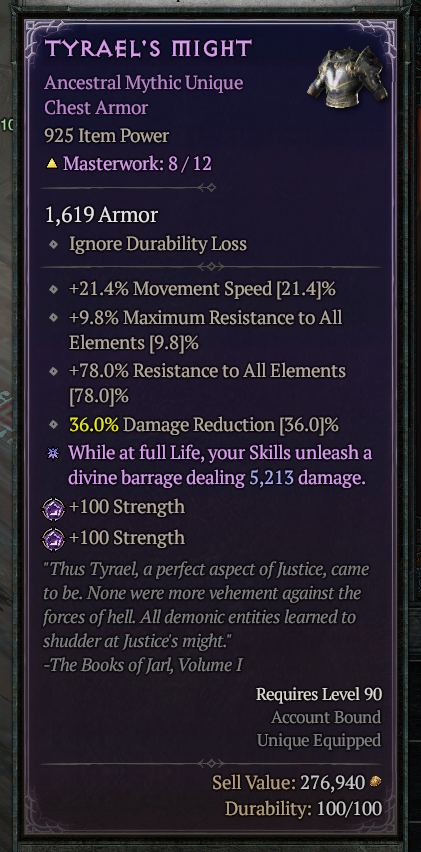 TYRAEL'S MIGHT
Ancestral Mythic Unique
Chest Armor
925 Item Power
Masterwork: 8 / 12
1,619 Armor
Ignore Durability Loss
+21.4% Movement Speed [21.4]%
+9.8% Maximum Resistance to All
Elements [9.8]%
+78.0% Resistance to All Elements
[78.0]%
36.0% Damage Reduction [36.0]%
While at full Life, your Skills unleash a
divine barrage dealing 5,213 damage.
+100 Strength
+100 Strength
"Thus Tyrael, a perfect aspect of Justice, came
to be. None were more vehement against the
forces of hell. All demonic entities learned to
shudder at Justice's might."
-The Books of Jarl, Volume I
Requires Level 90
Account Bound
Unique Equipped
Sell Value: 276,940
Durability: 100/100